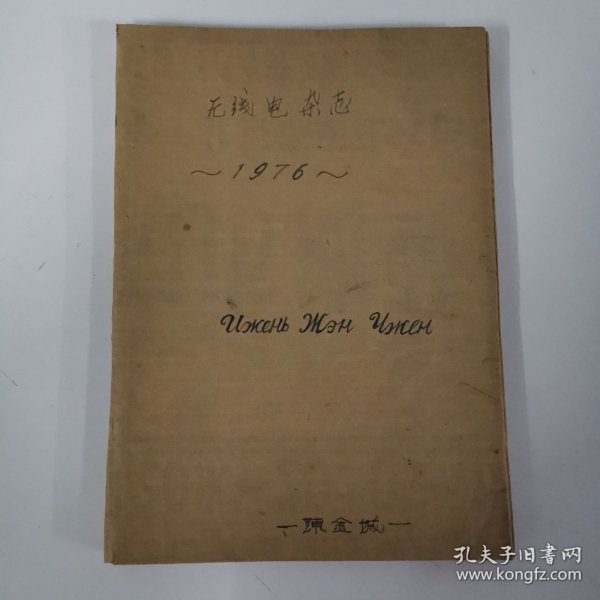 无线电杂志
~1976~
Ижень Жэн Ижен
一陈金城一
孔夫子旧书网
www.kongfz.com